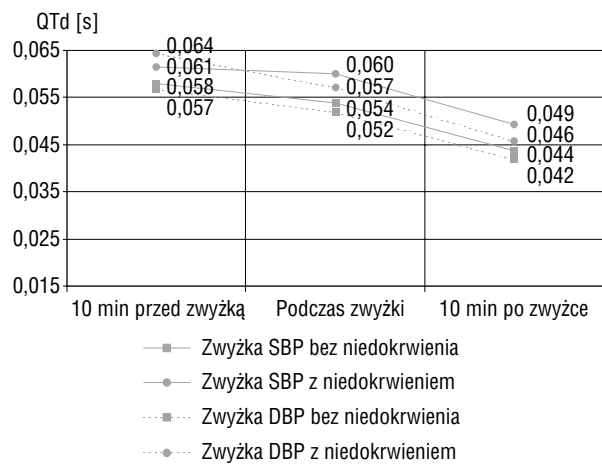 QTd [s]
0,065
0,055
0,045
0,035
0,025
0,015
0,064
0,061
0,058
0,057
0,060
0,057
0,054
0,052
0,049
0,046
0,044
0,042
10 min przed zwyżką
Podczas zwyżki
10 min po zwyżce
Zwyżka SBP bez niedokrwienia
Zwyżka SBP z niedokrwieniem
Zwyżka DBP bez niedokrwienia
Zwyżka DBP z niedokrwieniem